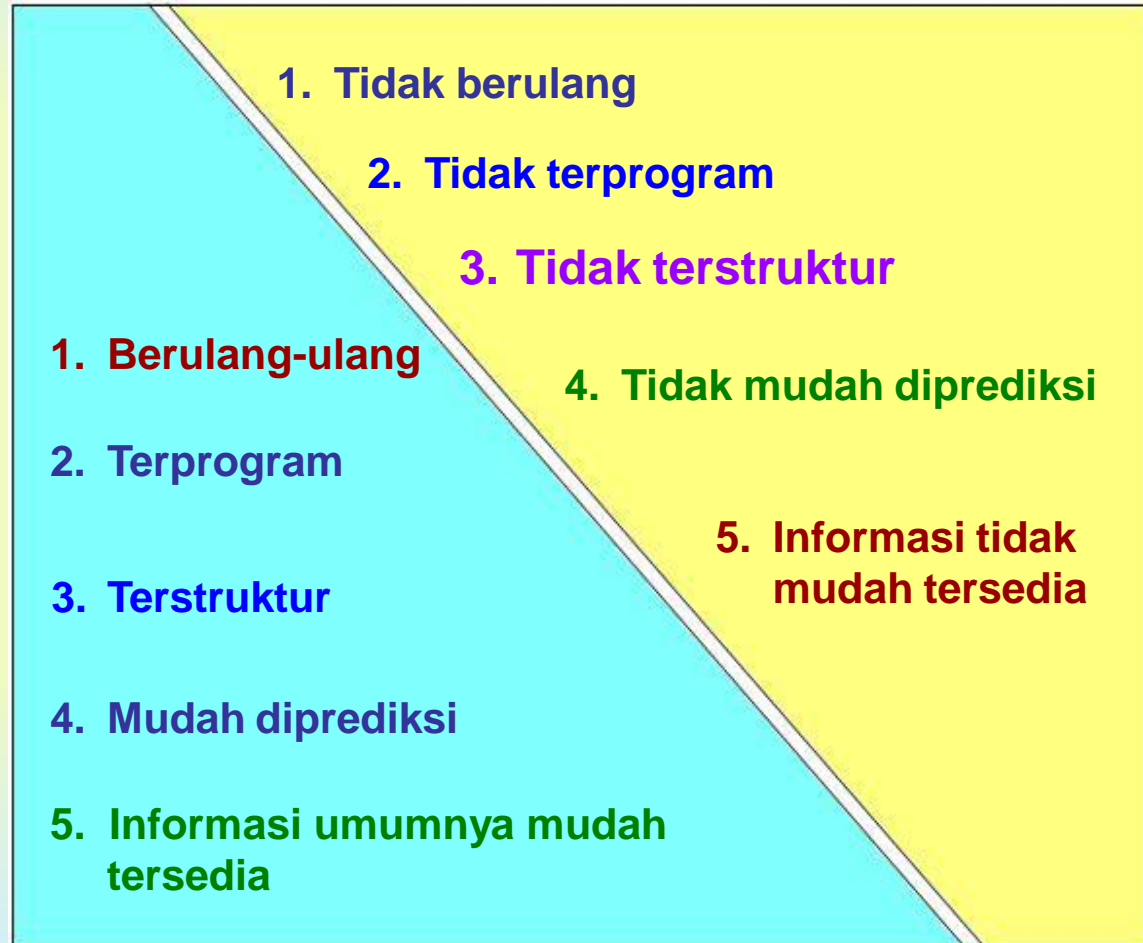 1. Tidak berulang
2. Tidak terprogram
3. Tidak terstruktur
4. Tidak mudah diprediksi
5. Informasi tidak
mudah tersedia
1. Berulang-ulang
2. Terprogram
3. Terstruktur
4. Mudah diprediksi
5. Informasi umumnya mudah
tersedia